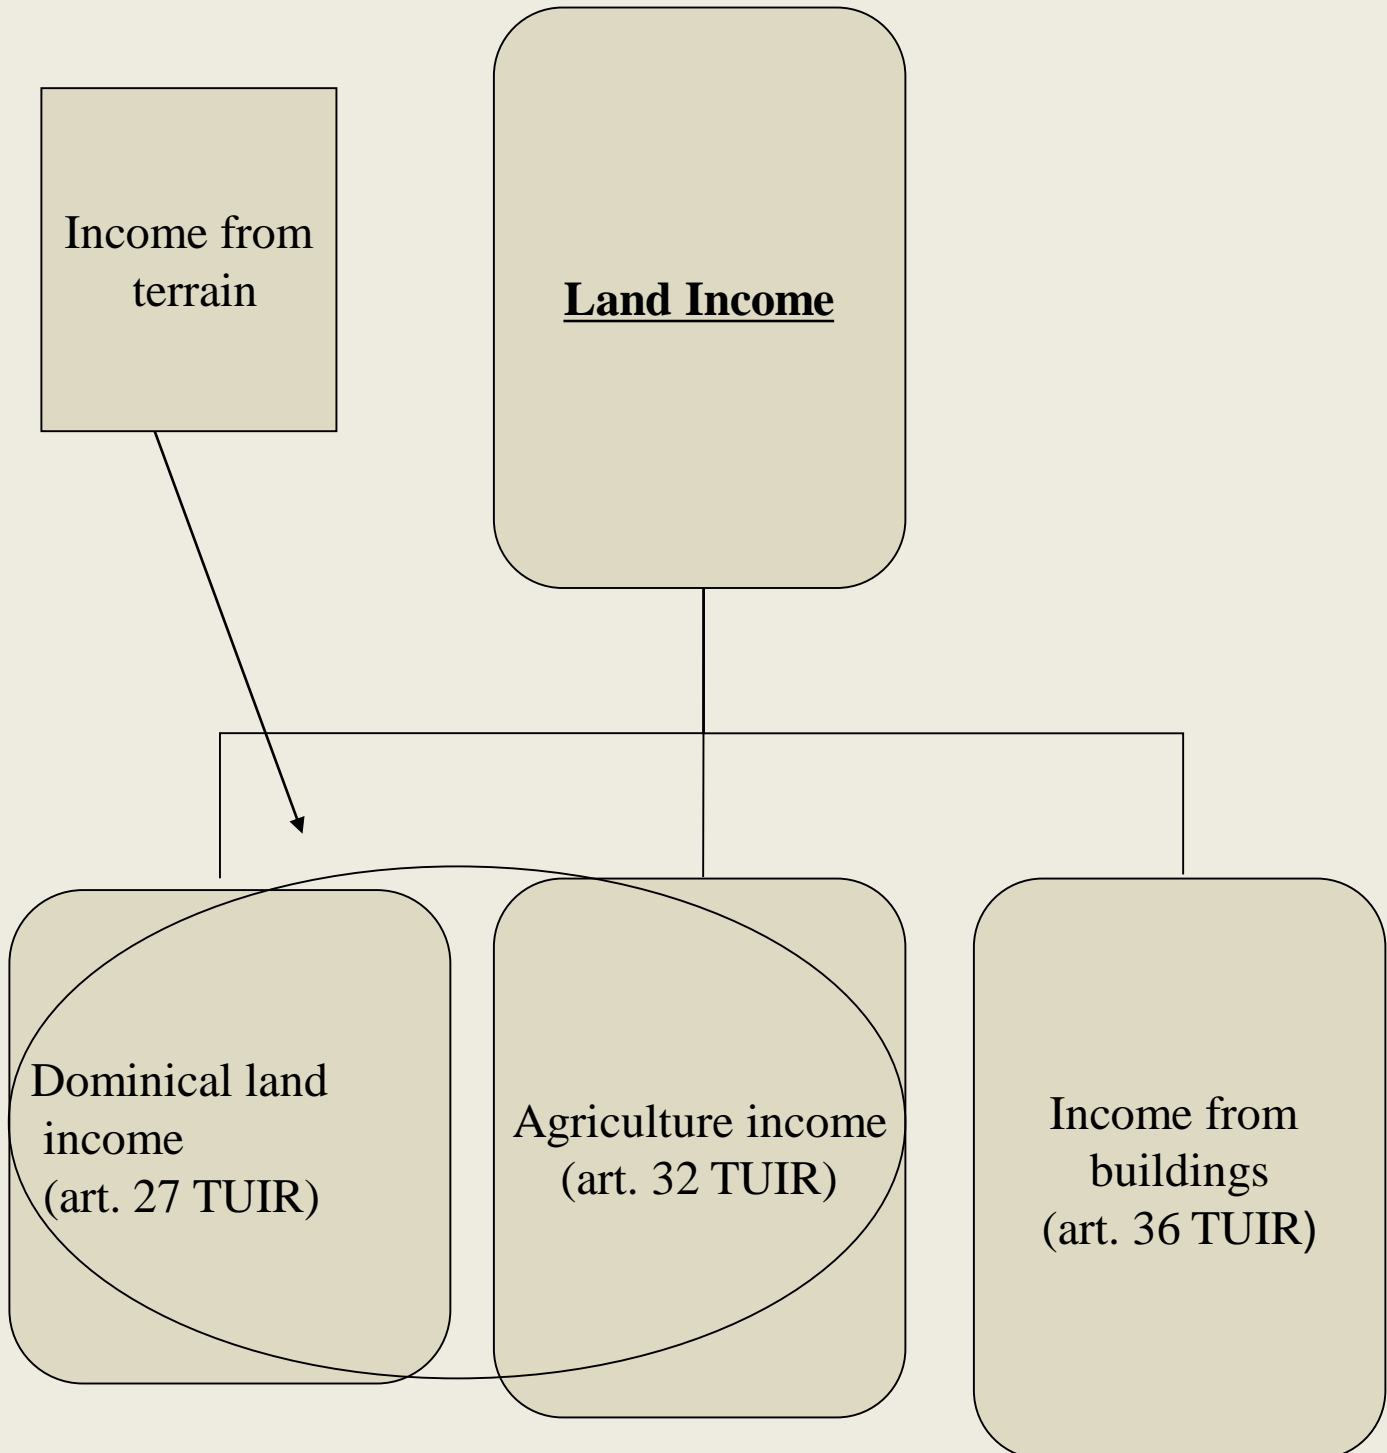 Income from
terrain
Land Income
Dominical land
income
(art. 27 TUIR)
Agriculture income
(art. 32 TUIR)
Income from
buildings
(art. 36 TUIR)